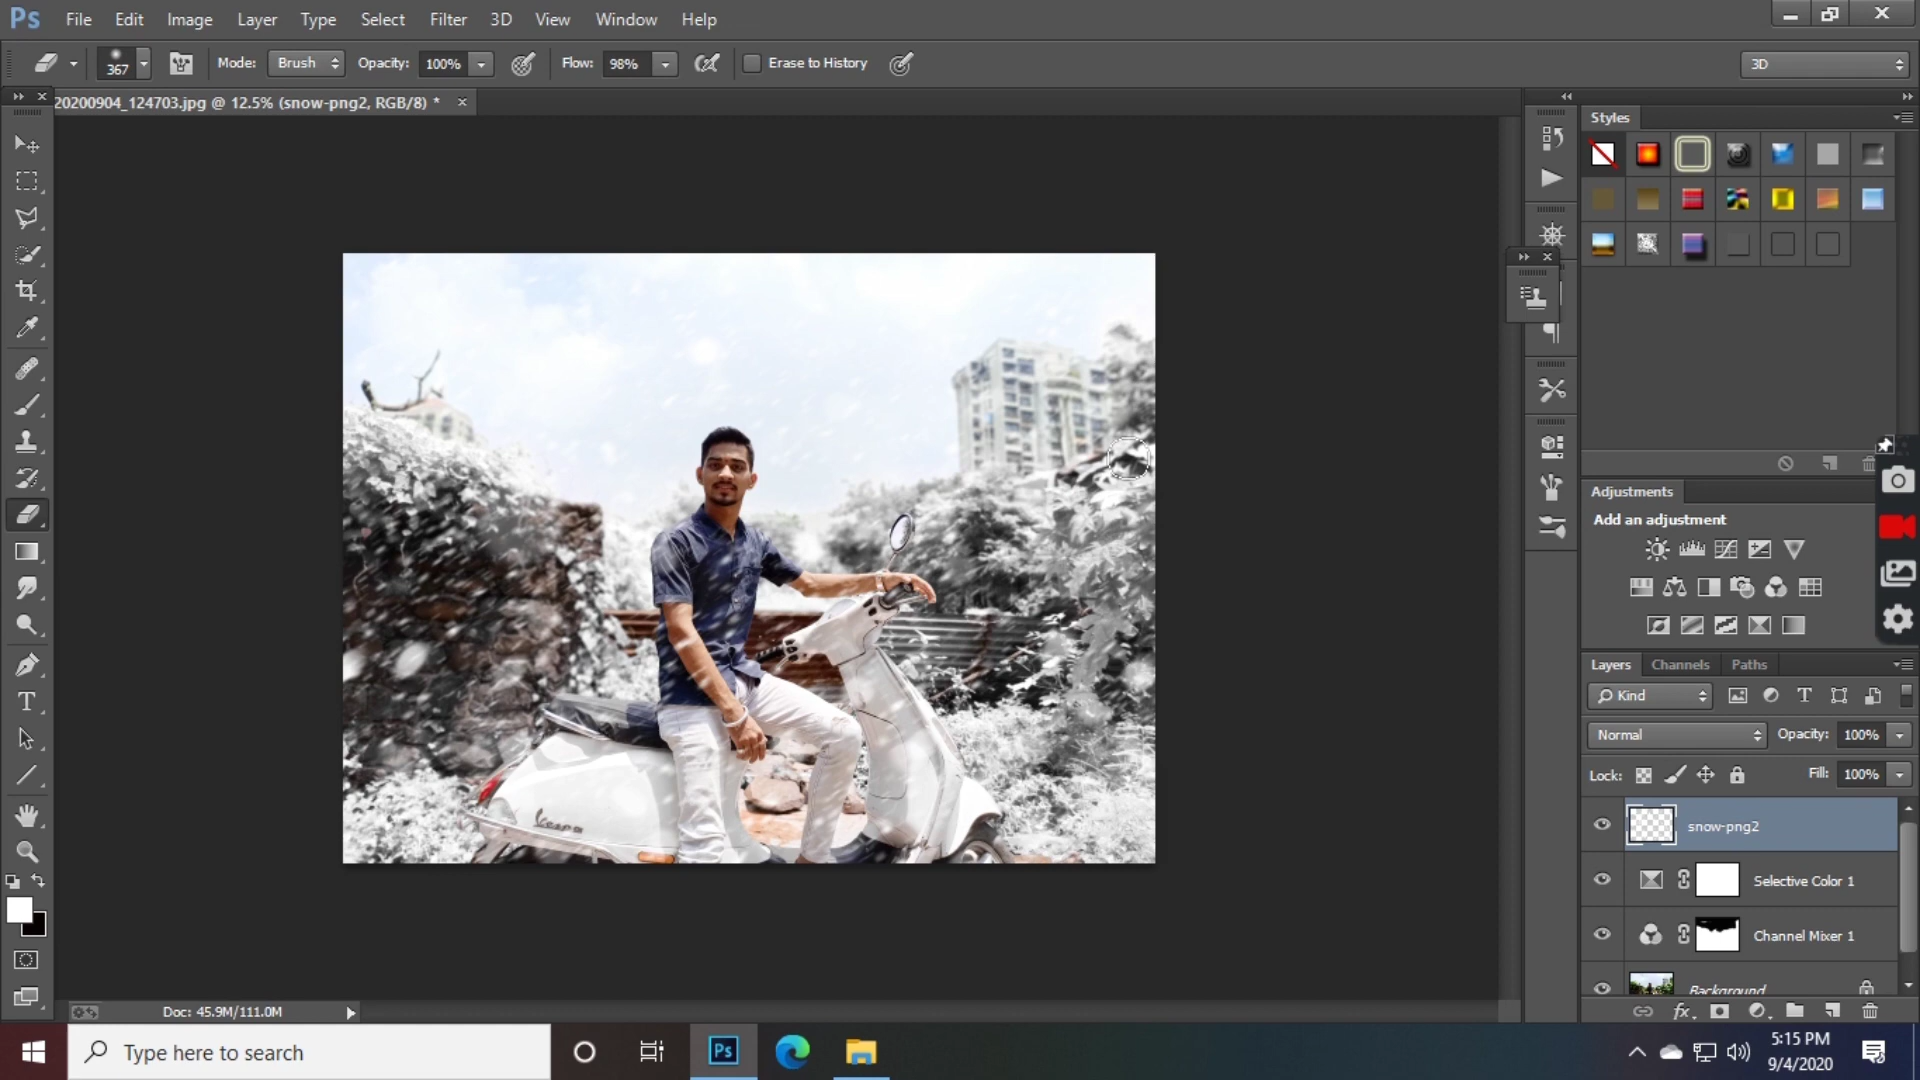 Ps File Edit Image Layer Type Select Filter 3D View Window Help
367 Mode: Brush Opacity: 100% Flow: 98% Erase to History 3D
20200904_124703.jpg @ 12.5% (snow-png2, RGB/8) *
Styles
Adjustments
Add an adjustment
Layers Channels Paths
Kind T
Normal Opacity: 100%
Lock: Fill: 100%
snow-png2
Selective Color 1
Channel Mixer 1
Background
fx
T
Vespa
Doc: 45.9M/111.0M
Type here to search
Ps
5:15 PM
9/4/2020